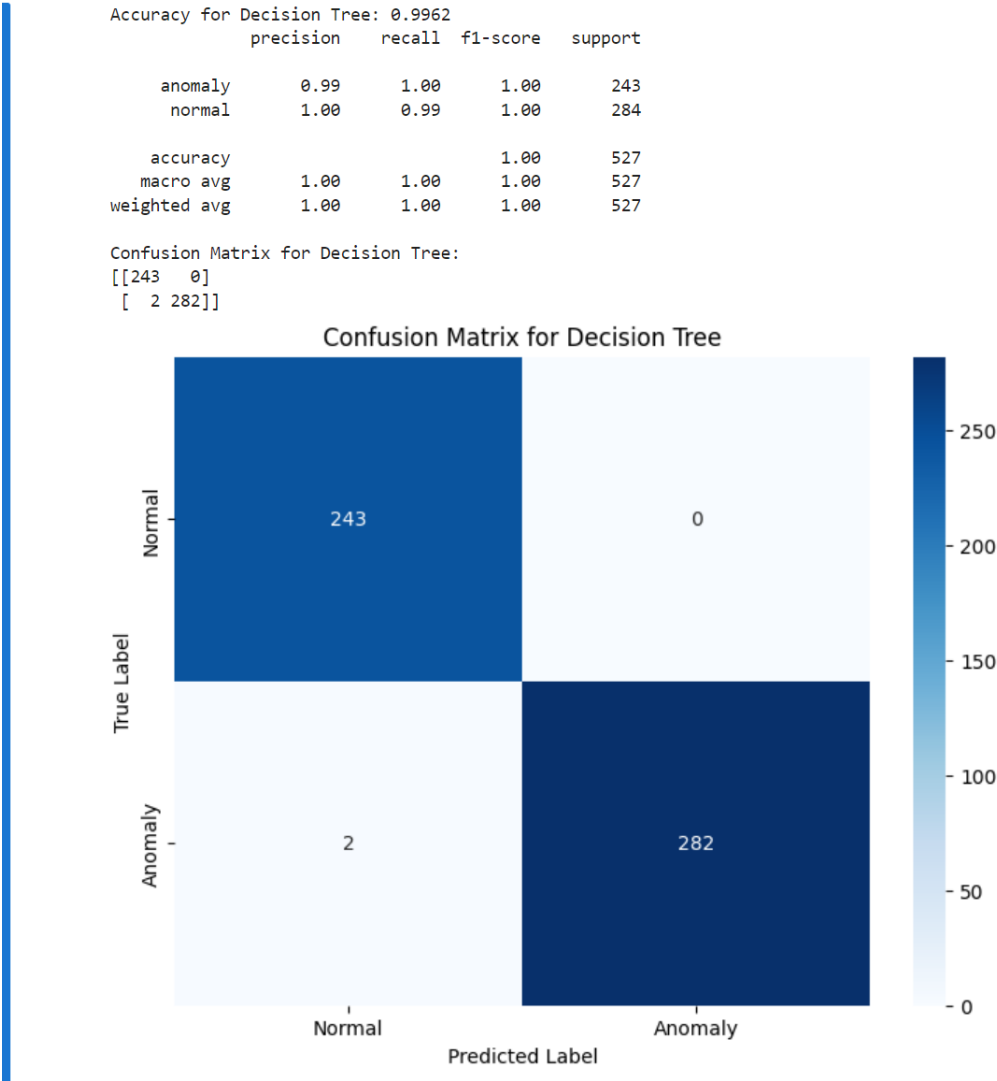 Accuracy for Decision Tree: 0.9962
precision recall f1-score support
anomaly 0.99 1.00 1.00 243
normal 1.00 0.99 1.00 284
accuracy 1.00 527
macro avg 1.00 1.00 1.00 527
weighted avg 1.00 1.00 1.00 527
Confusion Matrix for Decision Tree:
[[243 0]
[ 2 282]]
Confusion Matrix for Decision Tree
True Label
Normal
243 0
Anomaly
2 282
Normal Anomaly
Predicted Label
250
200
150
100
50
0